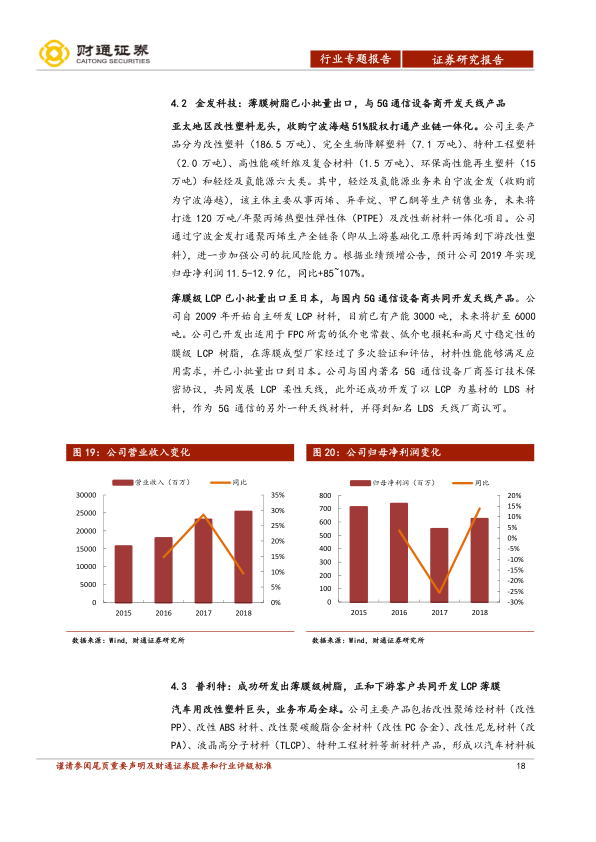 财通证券
CAITONG SECURITIES
行业专题报告
证券研究报告
4.2 金发科技：薄膜树脂已小批量出口，与 5G 通信设备商开发天线产品
亚太地区改性塑料龙头，收购宁波海越 51%股权打通产业链一体化。公司主要产
品分为改性塑料（186.5 万吨）、完全生物降解塑料（7.1 万吨）、特种工程塑料
（2.0 万吨）、高性能碳纤维及复合材料（1.5 万吨）、环保高性能再生塑料（15
万吨）和轻烃及氢能源六大类。其中，轻烃及氢能源业务来自宁波金发（收购前
为宁波海越），该主体主要从事丙烯、异辛烷、甲乙酮等生产销售业务，未来将
打造 120 万吨/年聚丙烯热塑性弹性体（PTPE）及改性新材料一体化项目。公司
通过宁波金发打通聚丙烯生产全链条（即从上游基础化工原料丙烯到下游改性塑
料），进一步加强公司的抗风险能力。根据业绩预增公告，预计公司 2019 年实现
归母净利润 11.5-12.9 亿，同比+85~107%。
薄膜级 LCP 已小批量出口至日本，与国内 5G 通信设备商共同开发天线产品。公
司自 2009 年开始自主研发 LCP 材料，目前已有产能 3000 吨，未来将扩至 6000
吨。公司已开发出适用于 FPC 所需的低介电常数、低介电损耗和高尺寸稳定性的
膜级 LCP 树脂，在薄膜成型厂家经过了多次验证和评估，材料性能能够满足应
用需求，并已小批量出口到日本。公司与国内著名 5G 通信设备厂商签订技术保
密协议，共同发展 LCP 柔性天线，此外还成功开发了以 LCP 为基材的 LDS 材
料，作为 5G 通信的另外一种天线材料，并得到知名 LDS 天线厂商认可。
图 19：公司营业收入变化
营业收入（百万）
同比
30000
25000
20000
15000
10000
5000
0
35%
30%
25%
20%
15%
10%
5%
0%
2015 2016 2017 2018
数据来源：Wind，财通证券研究所
图 20：公司归母净利润变化
归母净利润（百万）
同比
800
700
600
500
400
300
200
100
0
20%
15%
10%
5%
0%
-5%
-10%
-15%
-20%
-25%
-30%
2015 2016 2017 2018
数据来源：Wind，财通证券研究所
4.3 普利特：成功研发出薄膜级树脂，正和下游客户共同开发 LCP 薄膜
汽车用改性塑料巨头，业务布局全球。公司主要产品包括改性聚烯烃材料（改性
PP）、改性 ABS 材料、改性聚碳酸脂合金材料（改性 PC 合金）、改性尼龙材料（改
PA）、液晶高分子材料（TLCP）、特种工程材料等新材料产品，形成以汽车材料板
谨请参阅尾页重要声明及财通证券股票和行业评级标准
18